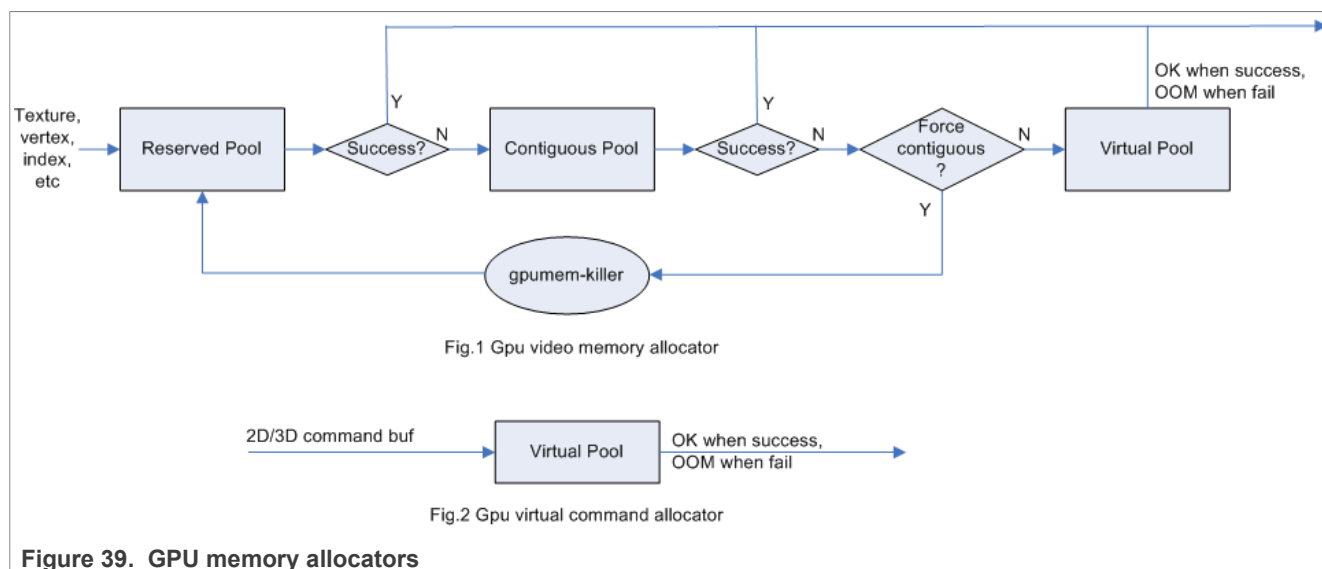 OK when success,
OOM when fail
Y
Y
Texture,
vertex,
index,
etc
Reserved Pool
Success?
N
Contiguous Pool
Success?
N
Force
contiguous
?
N
Virtual Pool
Y
gpumem-killer
Fig.1 Gpu video memory allocator
2D/3D command buf
Virtual Pool
OK when success,
OOM when fail
Fig.2 Gpu virtual command allocator
Figure 39. GPU memory allocators